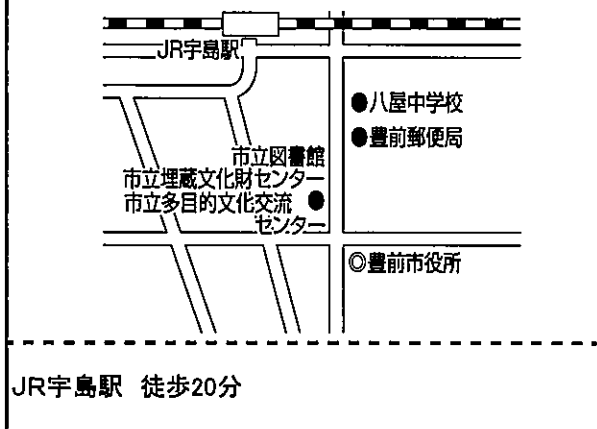 JR宇島駅
●八屋中学校
●豊前郵便局
市立図書館
市立埋蔵文化財センター
市立多目的文化交流
センター
◎豊前市役所
JR宇島駅 徒歩20分